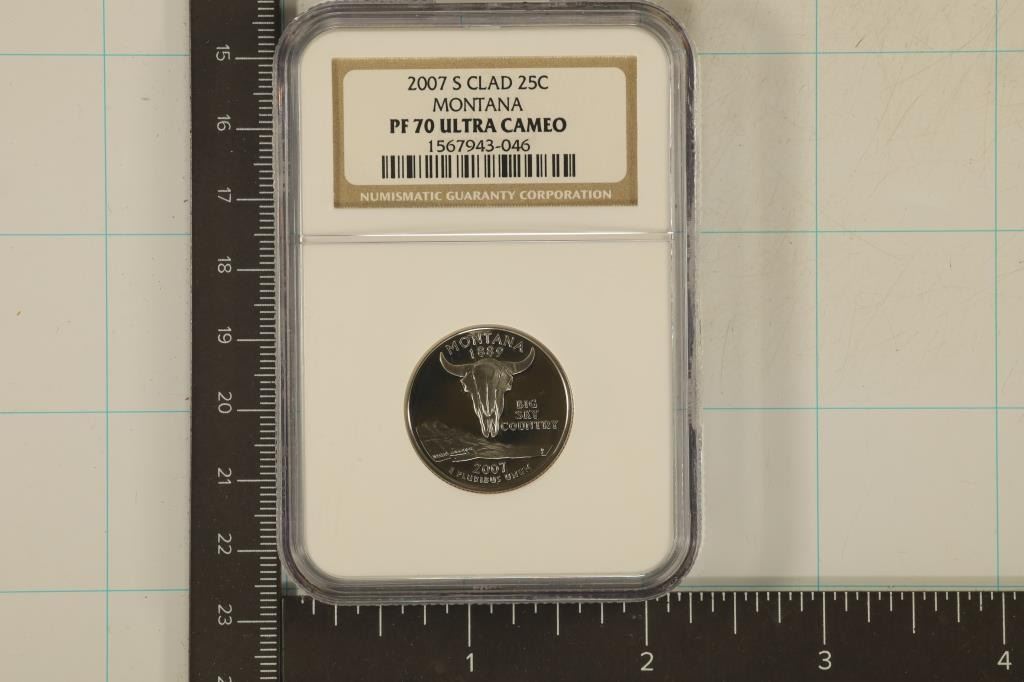 2007 S CLAD 25C
MONTANA
PF 70 ULTRA CAMEO
1567943-046
NUMISMATIC GUARANTY CORPORATION
MONTANA
1889
BIG
SKY
COUNTRY
2007
E PLURIBUS UNUM
15
16
17
18
19
20
21
22
23
1 2 3 4